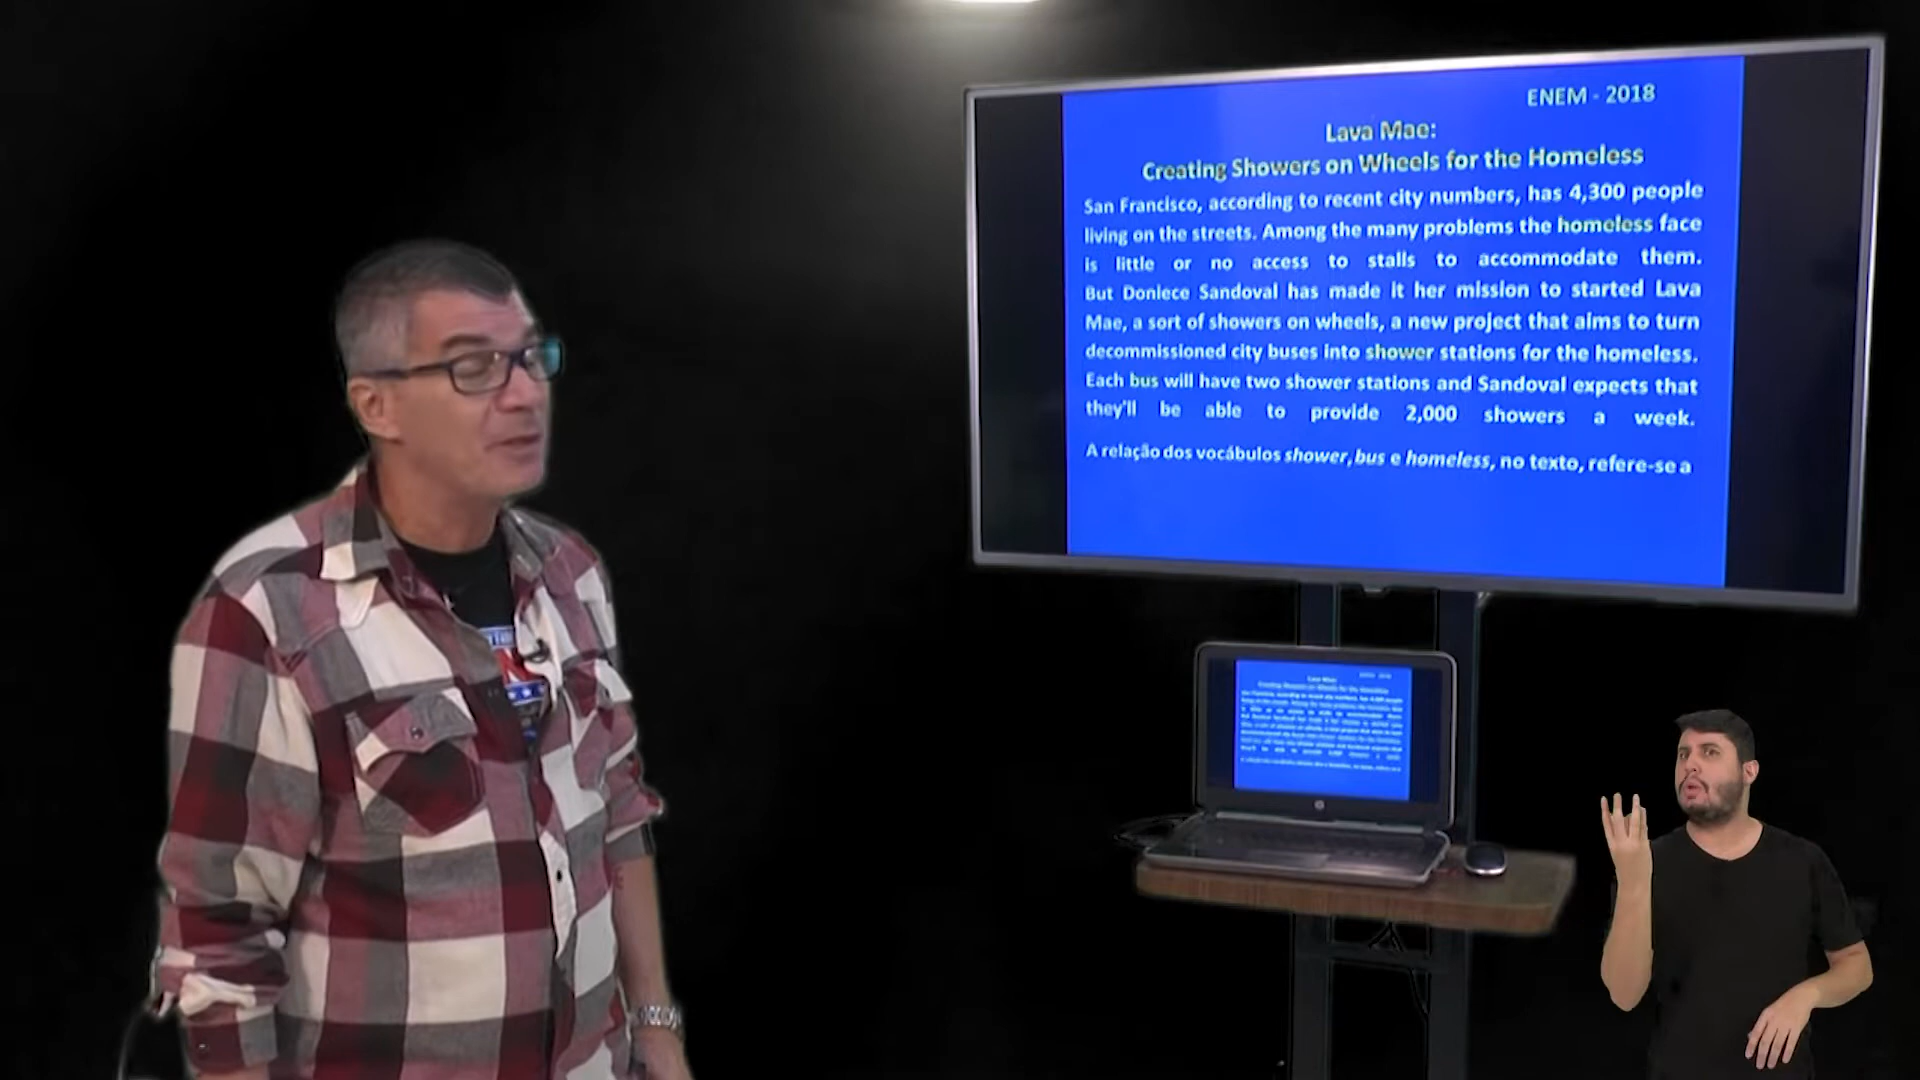 ENEM - 2018
Lava Mae:
Creating Showers on Wheels for the Homeless
San Francisco, according to recent city numbers, has 4,300 people
living on the streets. Among the many problems the homeless face
is little or no access to stalls to accommodate them.
But Doniece Sandoval has made it her mission to started Lava
Mae, a sort of showers on wheels, a new project that aims to turn
decommissioned city buses into shower stations for the homeless.
Each bus will have two shower stations and Sandoval expects that
they'll be able to provide 2,000 showers a week.
A relação dos vocábulos shower, bus e homeless, no texto, refere-se a